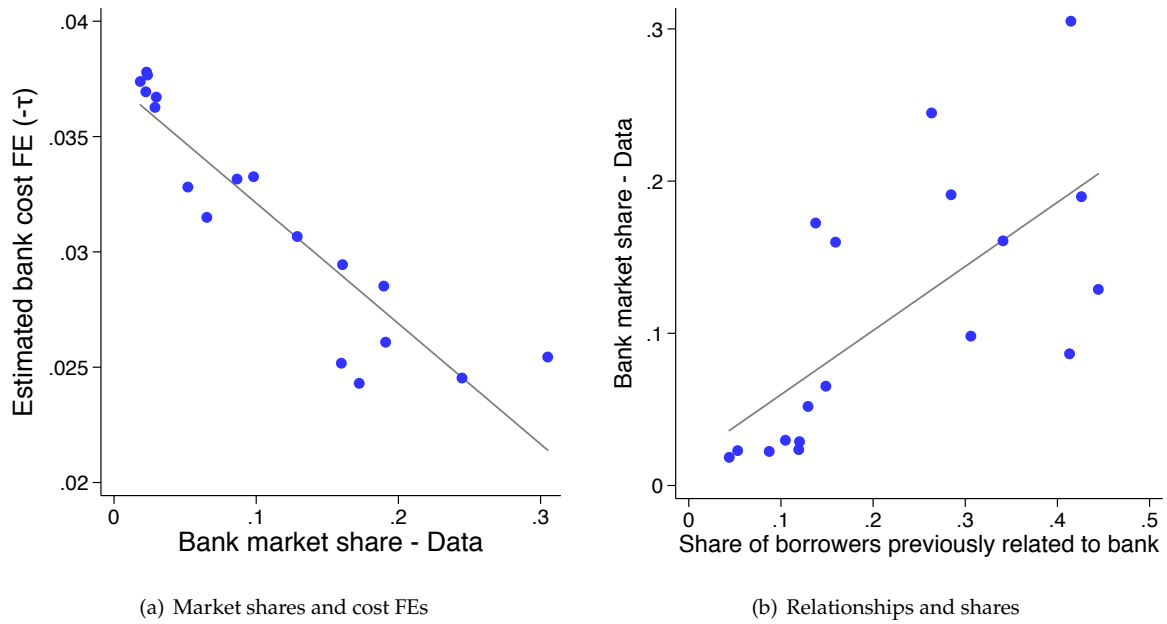 .04
.035
.03
.025
.02
Estimated bank cost FE (-τ)
0 .1 .2 .3
Bank market share - Data
(a) Market shares and cost FEs
.3
.2
.1
0
Bank market share - Data
0 .1 .2 .3 .4 .5
Share of borrowers previously related to bank
(b) Relationships and shares